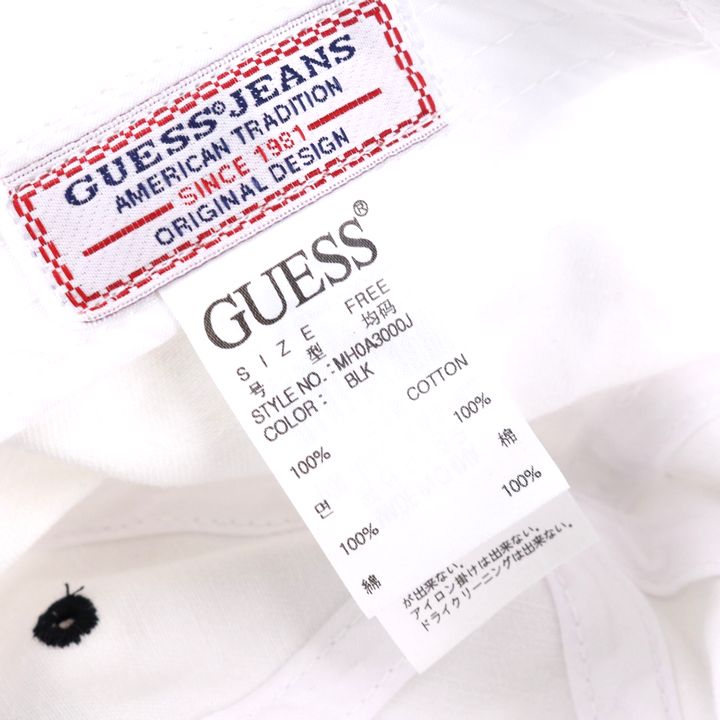 GUESS®JEANS
AMERICAN TRADITION
SINCE 1981
ORIGINAL DESIGN
GUESS®
SIZE FREE
号 型 均码
STYLE NO.: MH0A3000J
COLOR: BLK
100% COTTON
면 100%
100% 棉
綿 100%
が出来ない。
アイロン掛けは出来ない。
ドライクリーニングは出来ない。